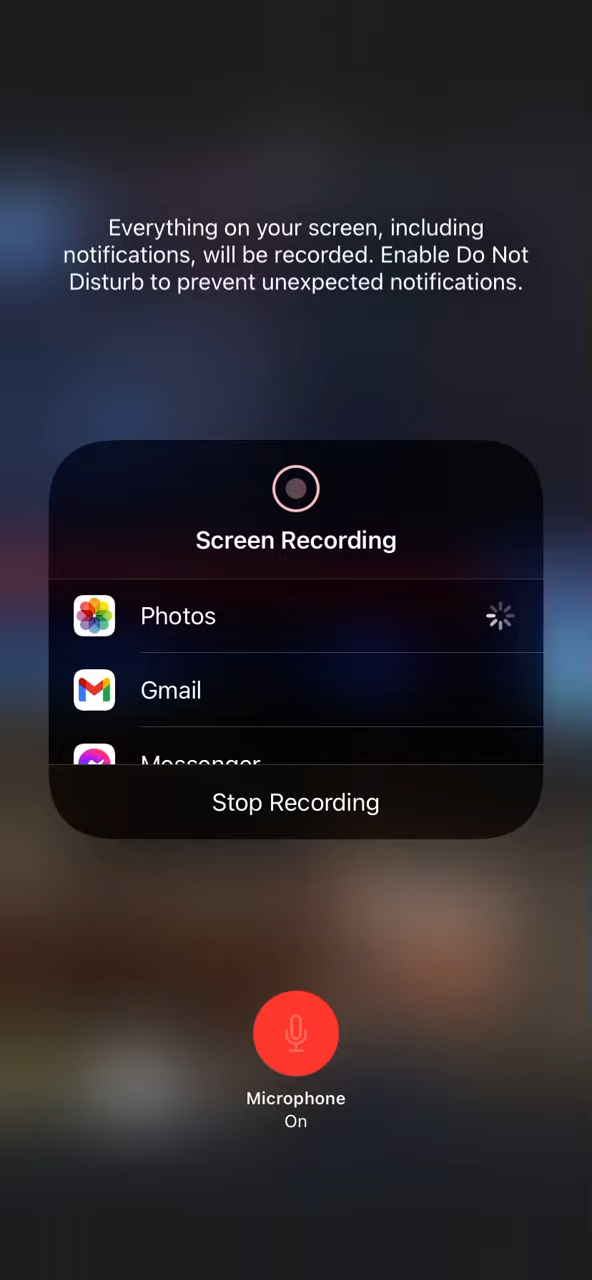 Everything on your screen, including
notifications, will be recorded. Enable Do Not
Disturb to prevent unexpected notifications.
Screen Recording
Photos
Gmail
Messenger
Stop Recording
Microphone
On